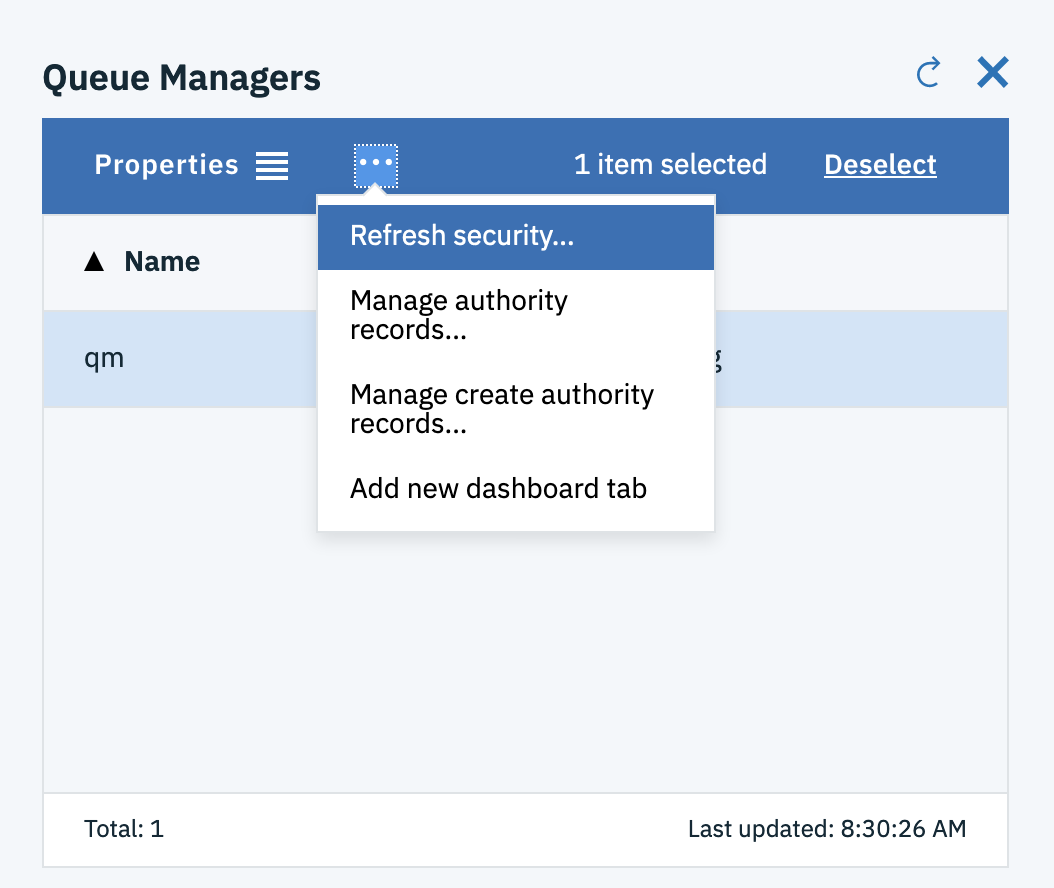 Queue Managers
Properties
1 item selected
Deselect
Refresh security...
Manage authority
records...
Manage create authority
records...
Add new dashboard tab
Name
qm
Total: 1
Last updated: 8:30:26 AM